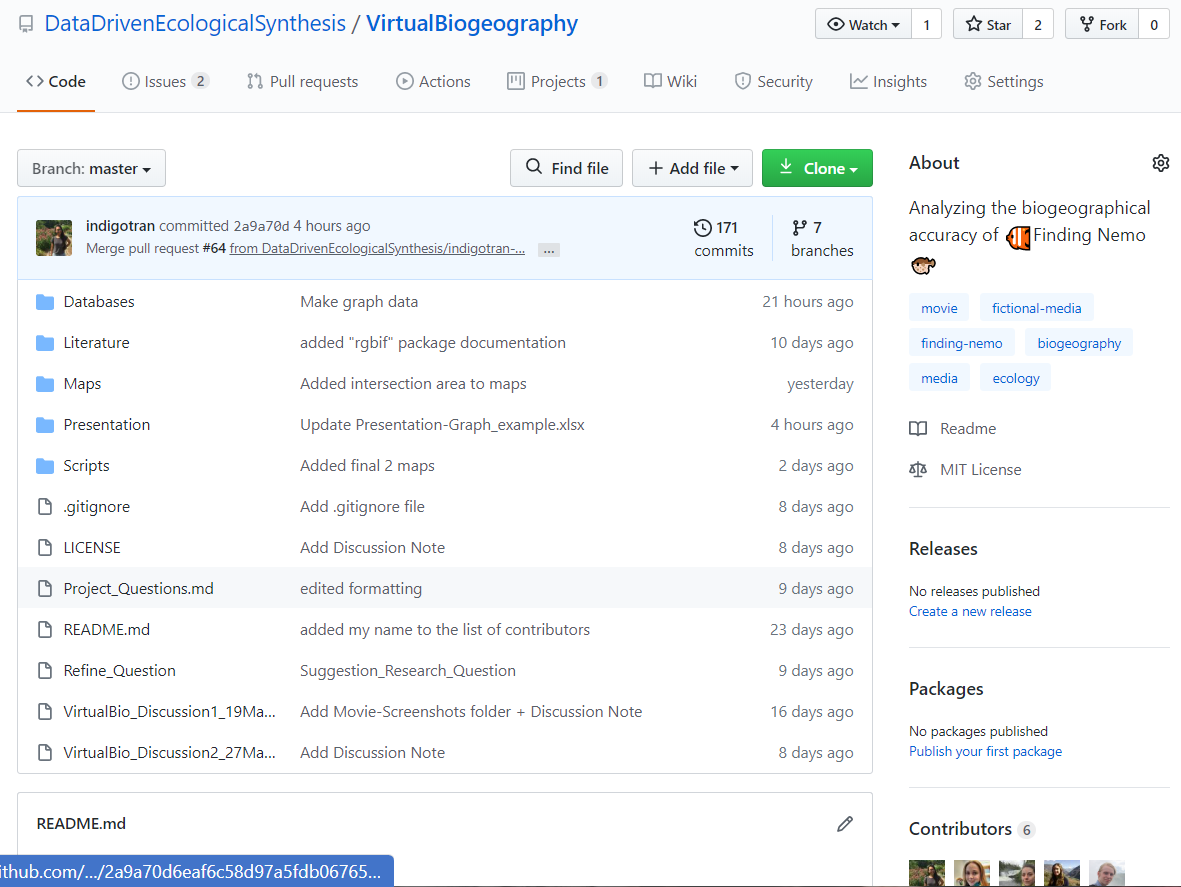 DataDrivenEcologicalSynthesis / VirtualBiogeography
Watch 1 Star 2 Fork 0
Code Issues 2 Pull requests Actions Projects 1 Wiki Security Insights Settings
Branch: master Find file Add file Clone
indigotran committed 2a9a70d 4 hours ago
Merge pull request #64 from DataDrivenEcologicalSynthesis/indigotran-... ...
171 commits
7 branches
Databases Make graph data 21 hours ago
Literature added "rgbif" package documentation 10 days ago
Maps Added intersection area to maps yesterday
Presentation Update Presentation-Graph_example.xlsx 4 hours ago
Scripts Added final 2 maps 2 days ago
.gitignore Add .gitignore file 8 days ago
LICENSE Add Discussion Note 8 days ago
Project_Questions.md edited formatting 9 days ago
README.md added my name to the list of contributors 23 days ago
Refine_Question Suggestion_Research_Question 9 days ago
VirtualBio_Discussion1_19Ma... Add Movie-Screenshots folder + Discussion Note 16 days ago
VirtualBio_Discussion2_27Ma... Add Discussion Note 8 days ago
README.md
ithub.com/.../2a9a70d6eaf6c58d97a5fdb06765...
About
Analyzing the biogeographical
accuracy of 🐠Finding Nemo
🐡
movie fictional-media
finding-nemo biogeography
media ecology
Readme
MIT License
Releases
No releases published
Create a new release
Packages
No packages published
Publish your first package
Contributors 6